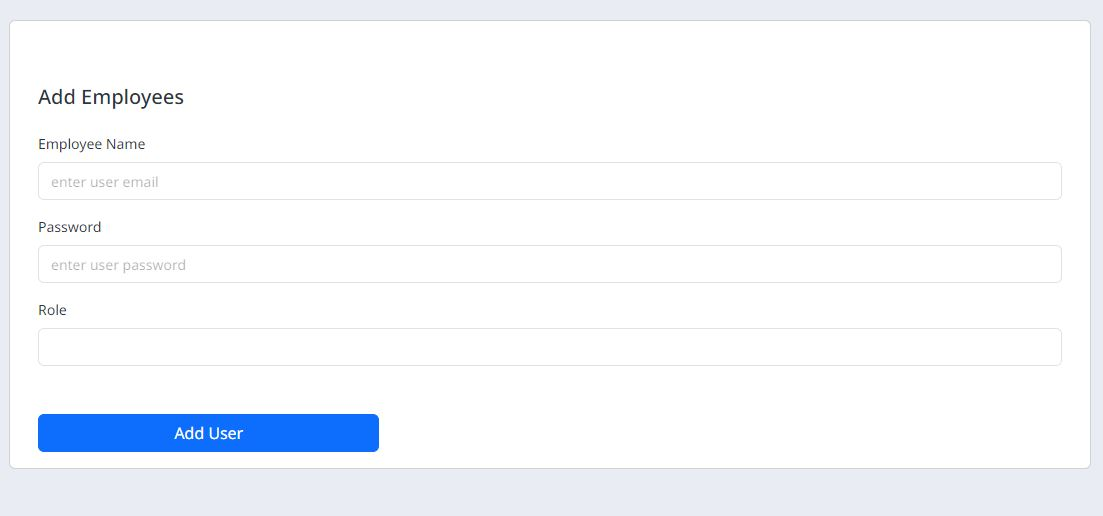 Add Employees
Employee Name
enter user email
Password
enter user password
Role
Add User